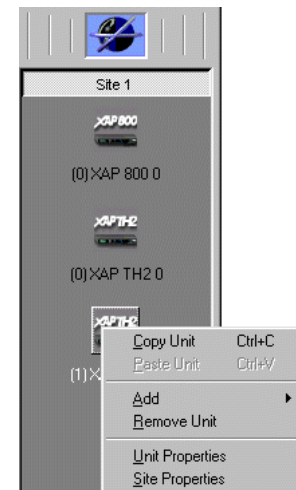 Site 1
XAP 800
(0) XAP 800 0
XAP TH2
(0) XAP TH2 0
XAP TH2
(1) X
Copy Unit Ctrl+C
Paste Unit Ctrl+V
Add
Remove Unit
Unit Properties
Site Properties